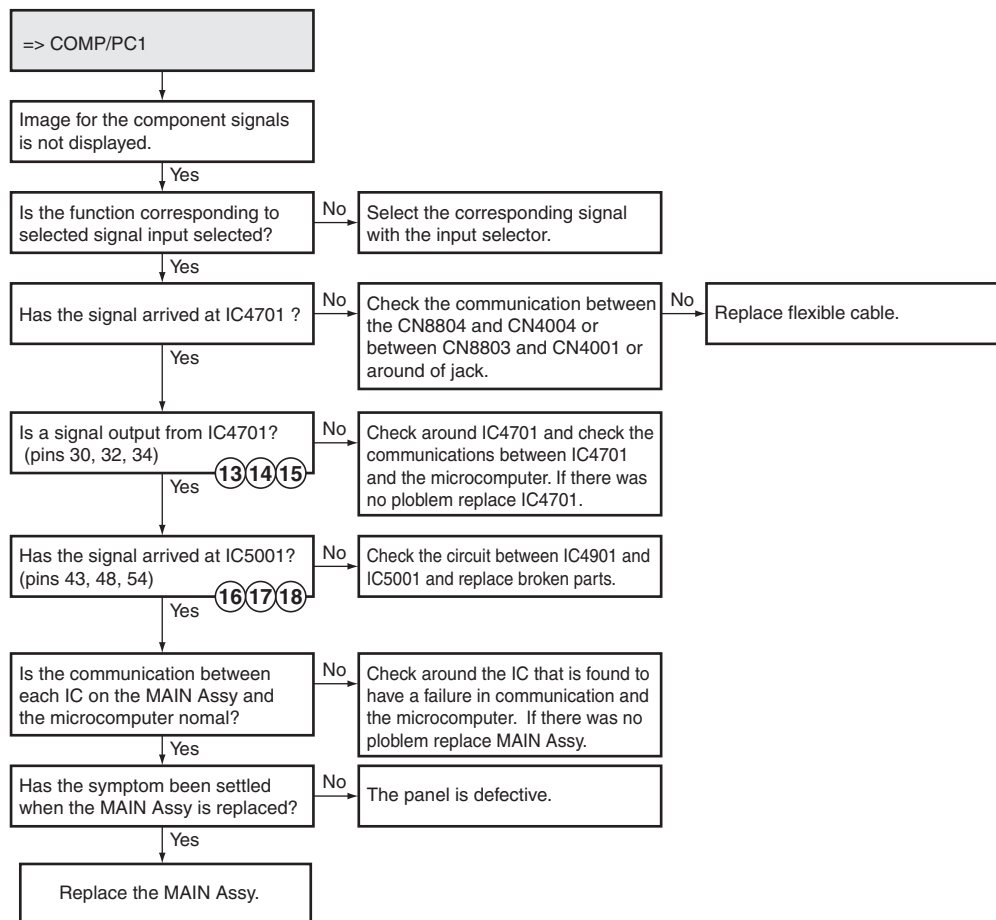 => COMP/PC1
Image for the component signals
is not displayed.
Yes
Is the function corresponding to
selected signal input selected?
No
Select the corresponding signal
with the input selector.
Yes
Has the signal arrived at IC4701 ?
No
Check the communication between
the CN8804 and CN4004 or
between CN8803 and CN4001 or
around of jack.
No
Replace flexible cable.
Yes
Is a signal output from IC4701?
(pins 30, 32, 34)
13 14 15
No
Check around IC4701 and check the
communications between IC4701
and the microcomputer. If there was
no ploblem replace IC4701.
Yes
Has the signal arrived at IC5001?
(pins 43, 48, 54)
16 17 18
No
Check the circuit between IC4901 and
IC5001 and replace broken parts.
Yes
Is the communication between
each IC on the MAIN Assy and
the microcomputer nomal?
No
Check around the IC that is found to
have a failure in communication and
the microcomputer. If there was no
ploblem replace MAIN Assy.
Yes
Has the symptom been settled
when the MAIN Assy is replaced?
No
The panel is defective.
Yes
Replace the MAIN Assy.